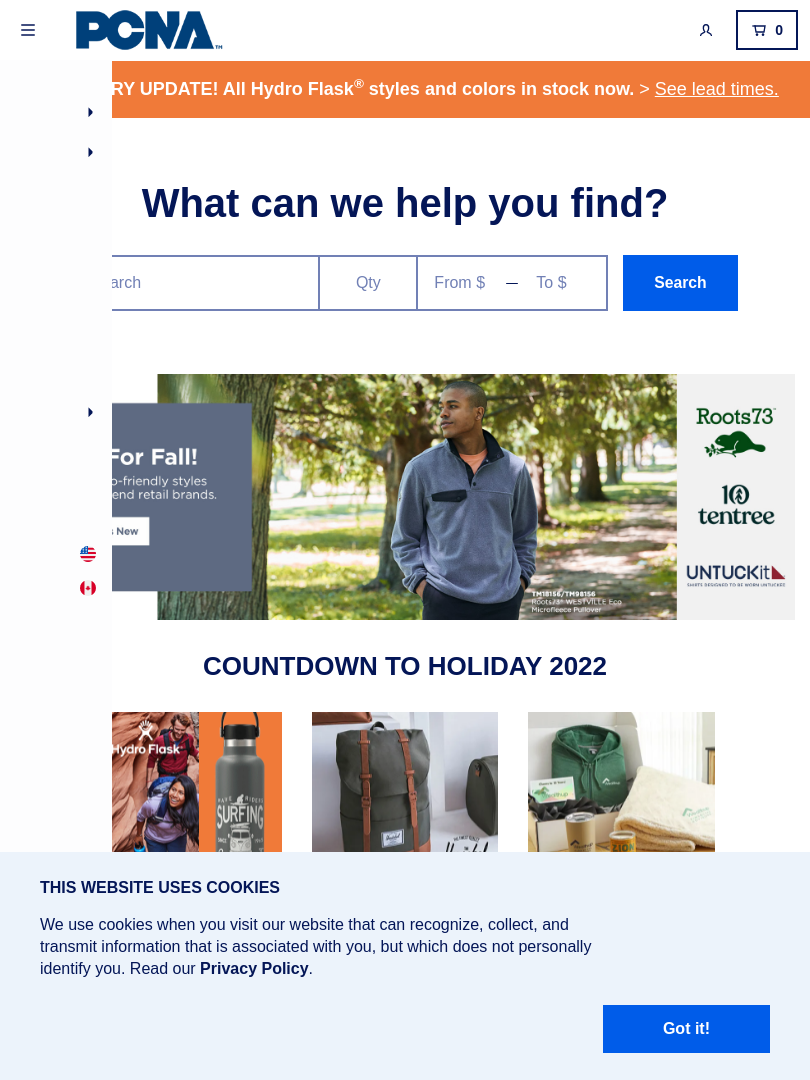 PCNA™
0
RY UPDATE! All Hydro Flask® styles and colors in stock now. > See lead times.
What can we help you find?
arch
Qty
From $ — To $
Search
For Fall!
o-friendly styles
end retail brands.
s New
TM18156/TM98156
Roots73® WESTVILLE Eco
Microfleece Pullover
Roots73
10
tentree
UNTUCKit
SHIRTS DESIGNED TO BE WORN UNTUCKED
COUNTDOWN TO HOLIDAY 2022
Hydro Flask
SURFING
THIS WEBSITE USES COOKIES
We use cookies when you visit our website that can recognize, collect, and
transmit information that is associated with you, but which does not personally
identify you. Read our Privacy Policy.
Got it!